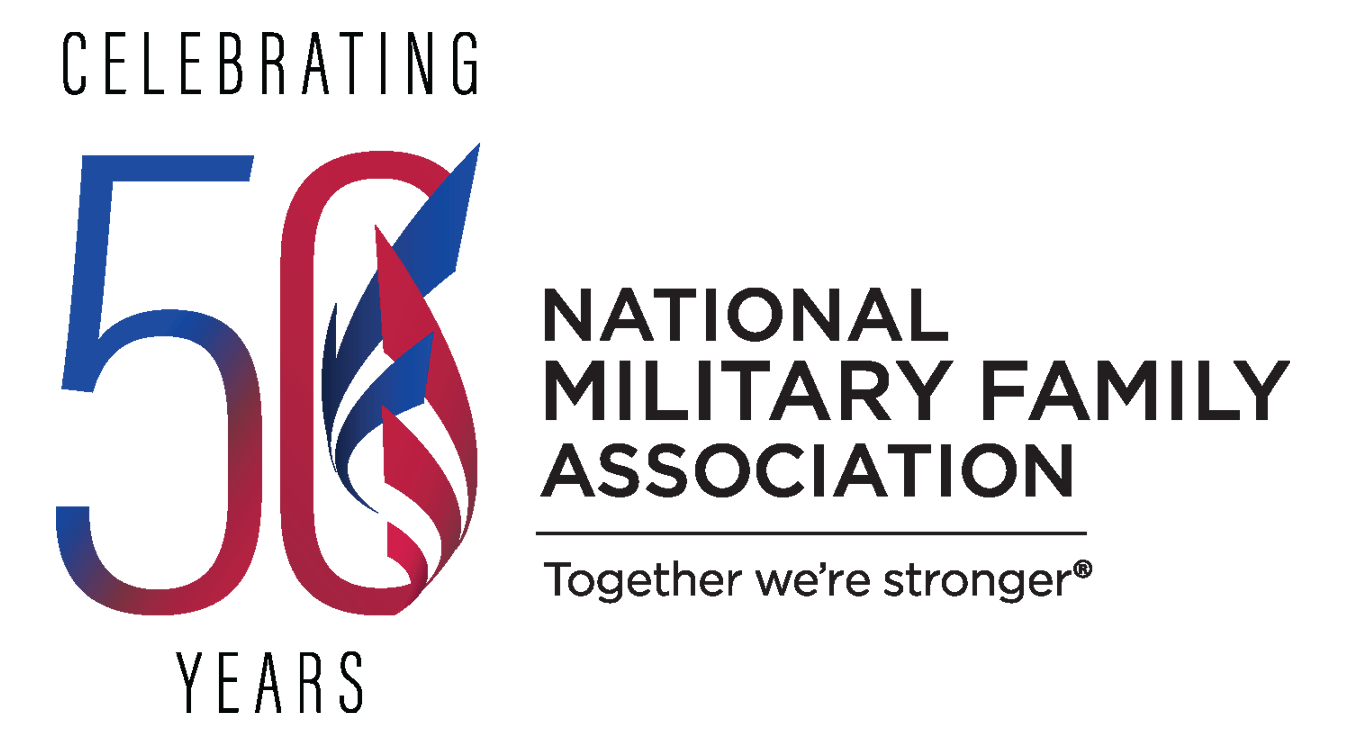 CELEBRATING
50
YEARS
NATIONAL
MILITARY FAMILY
ASSOCIATION
Together we're stronger®